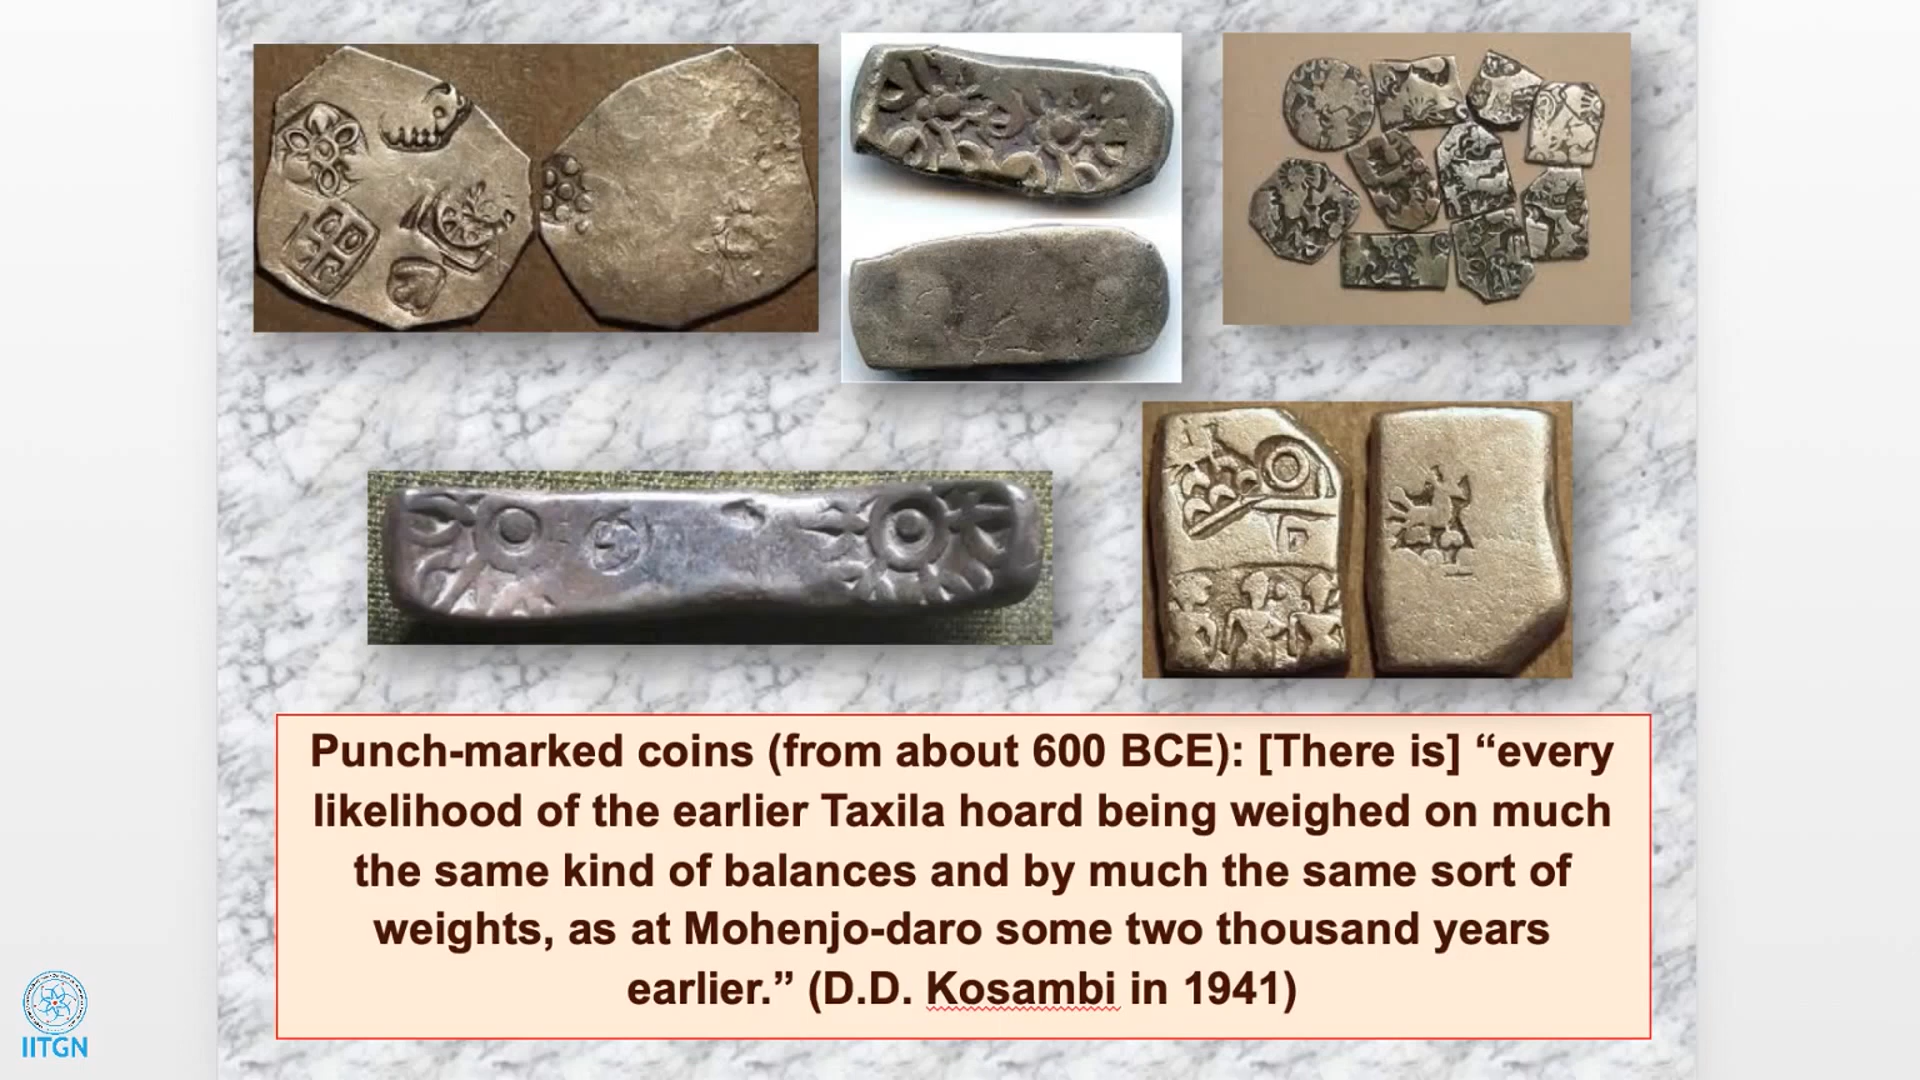 Punch-marked coins (from about 600 BCE): [There is] “every
likelihood of the earlier Taxila hoard being weighed on much
the same kind of balances and by much the same sort of
weights, as at Mohenjo-daro some two thousand years
earlier.” (D.D. Kosambi in 1941)
IITGN